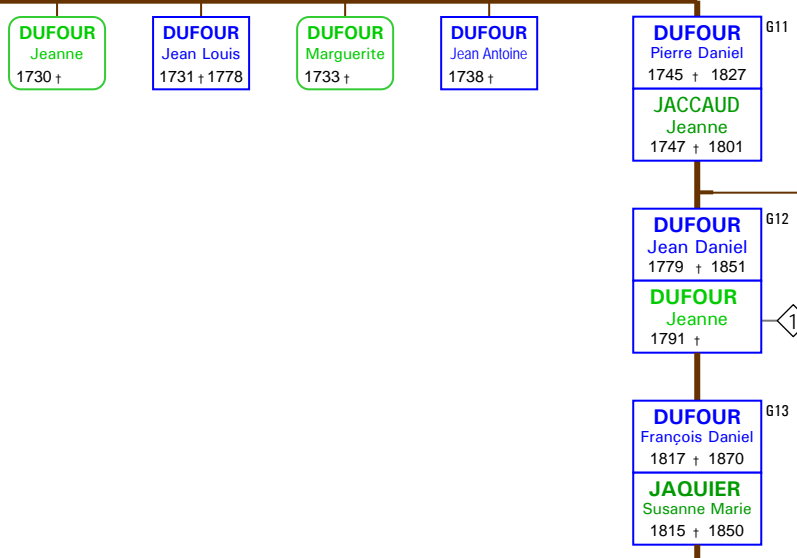 DUFOUR
Jeanne
1730 †
DUFOUR
Jean Louis
1731 † 1778
DUFOUR
Marguerite
1733 †
DUFOUR
Jean Antoine
1738 †
G11
DUFOUR
Pierre Daniel
1745 † 1827
JACCAUD
Jeanne
1747 † 1801
G12
DUFOUR
Jean Daniel
1779 † 1851
DUFOUR
Jeanne
1791 †
1
G13
DUFOUR
François Daniel
1817 † 1870
JAQUIER
Susanne Marie
1815 † 1850